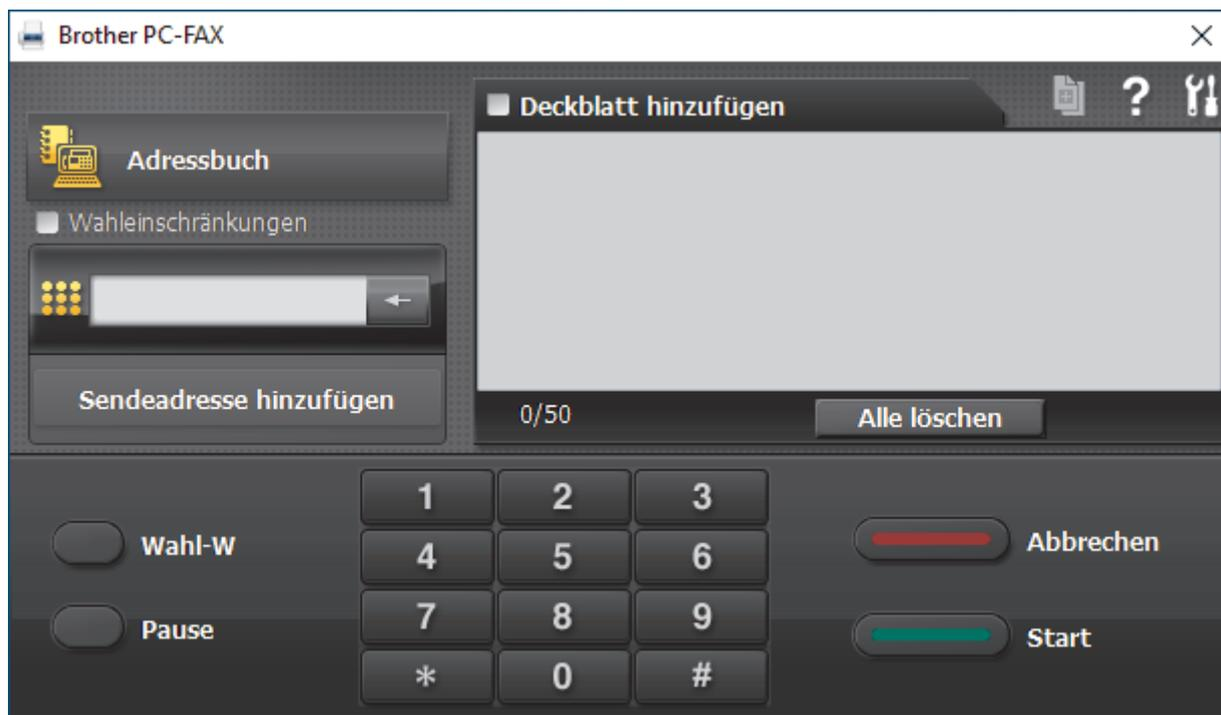 Brother PC-FAX
Deckblatt hinzufügen
?
Adressbuch
Wahleinschränkungen
Sendeadresse hinzufügen
0/50
Alle löschen
1 2 3
Wahl-W
Abbrechen
4 5 6
7 8 9
Pause
Start
* 0 #